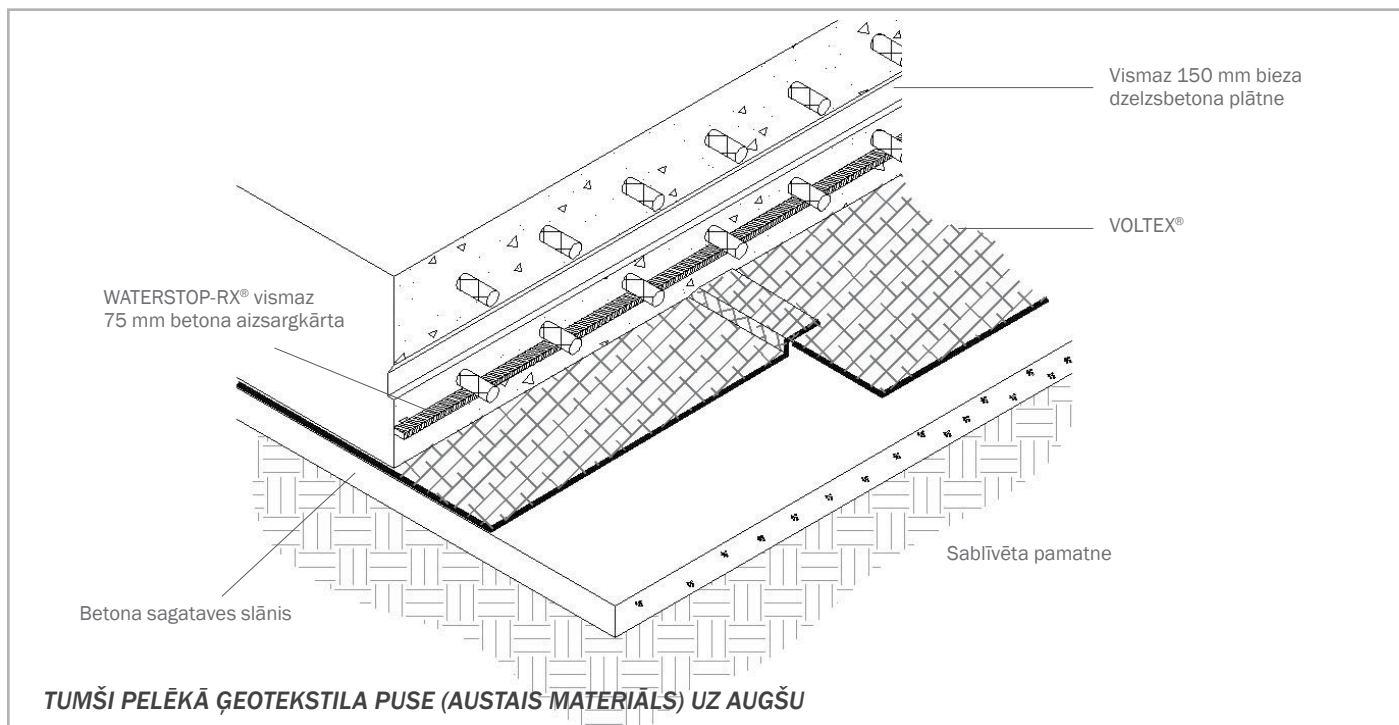 Vismaz 150 mm bieza
dzelzsbetona plātne
VOLTEX®
WATERSTOP-RX® vismaz
75 mm betona aizsargkārta
Sablīvēta pamatne
Betona sagataves slānis
TUMŠI PELĒKĀ ĢEOTEKSTILA PUSE (AUSTAIS MATERIĀLS) UZ AUGŠU